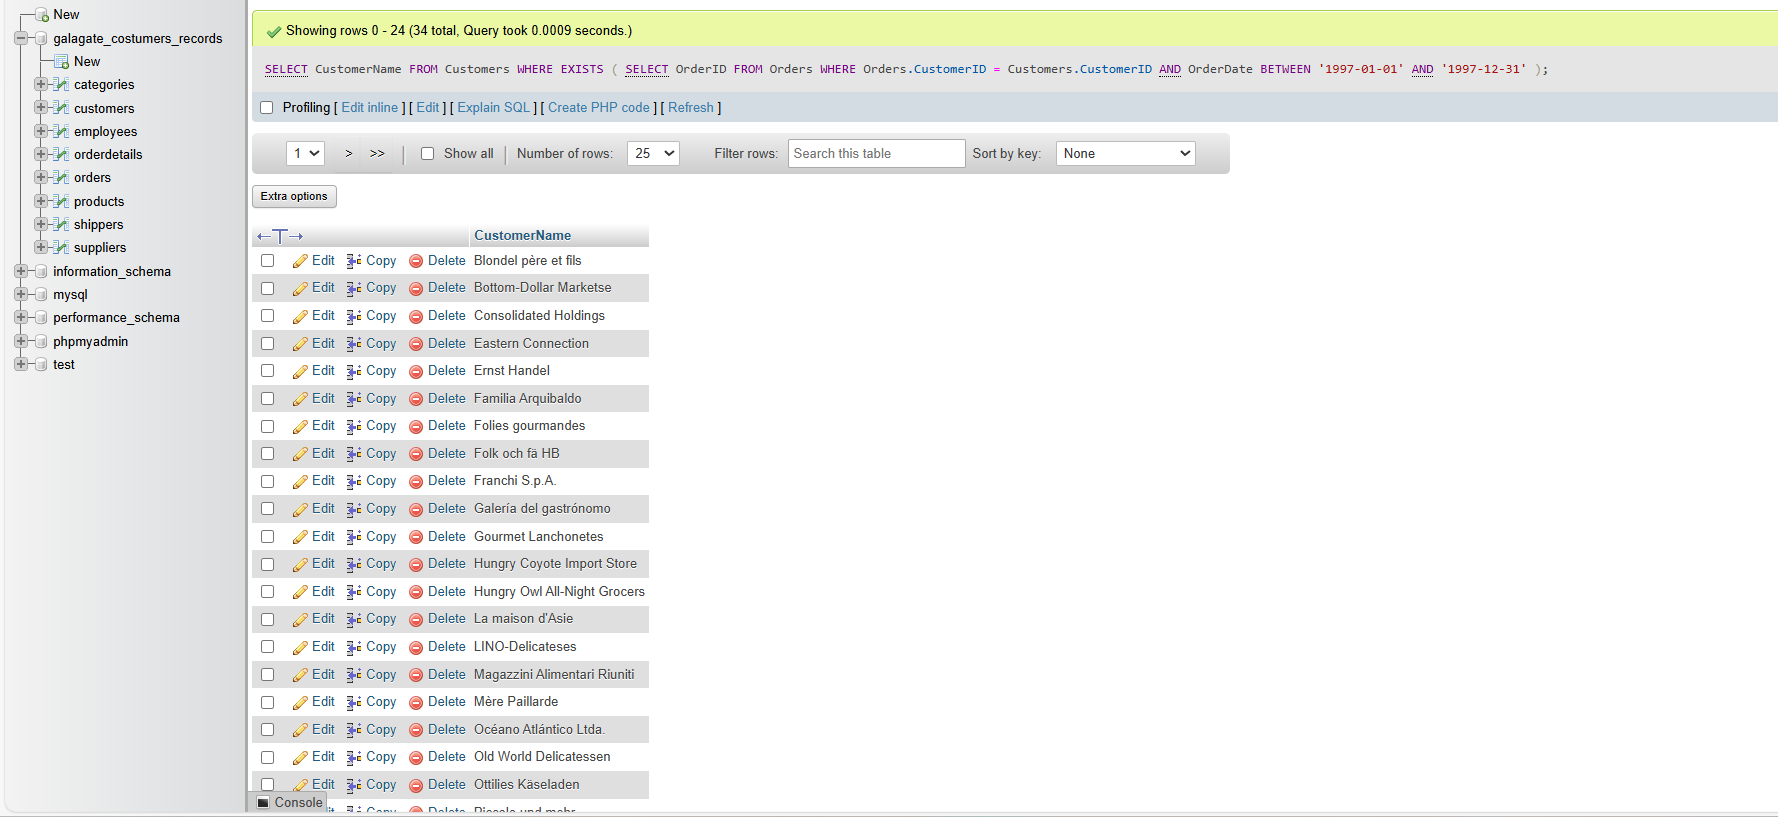 New
galagate_costumers_records
New
categories
customers
employees
orderdetails
orders
products
shippers
suppliers
information_schema
mysql
performance_schema
phpmyadmin
test
Showing rows 0 - 24 (34 total, Query took 0.0009 seconds.)
SELECT CustomerName FROM Customers WHERE EXISTS ( SELECT OrderID FROM Orders WHERE Orders.CustomerID = Customers.CustomerID AND OrderDate BETWEEN '1997-01-01' AND '1997-12-31' );
Profiling [ Edit inline ] [ Edit ] [ Explain SQL ] [ Create PHP code ] [ Refresh ]
1 > >> Show all Number of rows: 25 Filter rows: Search this table Sort by key: None
Extra options
←T→ CustomerName
Edit Copy Delete Blondel père et fils
Edit Copy Delete Bottom-Dollar Marketse
Edit Copy Delete Consolidated Holdings
Edit Copy Delete Eastern Connection
Edit Copy Delete Ernst Handel
Edit Copy Delete Familia Arquibaldo
Edit Copy Delete Folies gourmandes
Edit Copy Delete Folk och fä HB
Edit Copy Delete Franchi S.p.A.
Edit Copy Delete Galería del gastrónomo
Edit Copy Delete Gourmet Lanchonetes
Edit Copy Delete Hungry Coyote Import Store
Edit Copy Delete Hungry Owl All-Night Grocers
Edit Copy Delete La maison d'Asie
Edit Copy Delete LINO-Delicateses
Edit Copy Delete Magazzini Alimentari Riuniti
Edit Copy Delete Mère Paillarde
Edit Copy Delete Océano Atlántico Ltda.
Edit Copy Delete Old World Delicatessen
Edit Copy Delete Ottilies Käseladen
Console